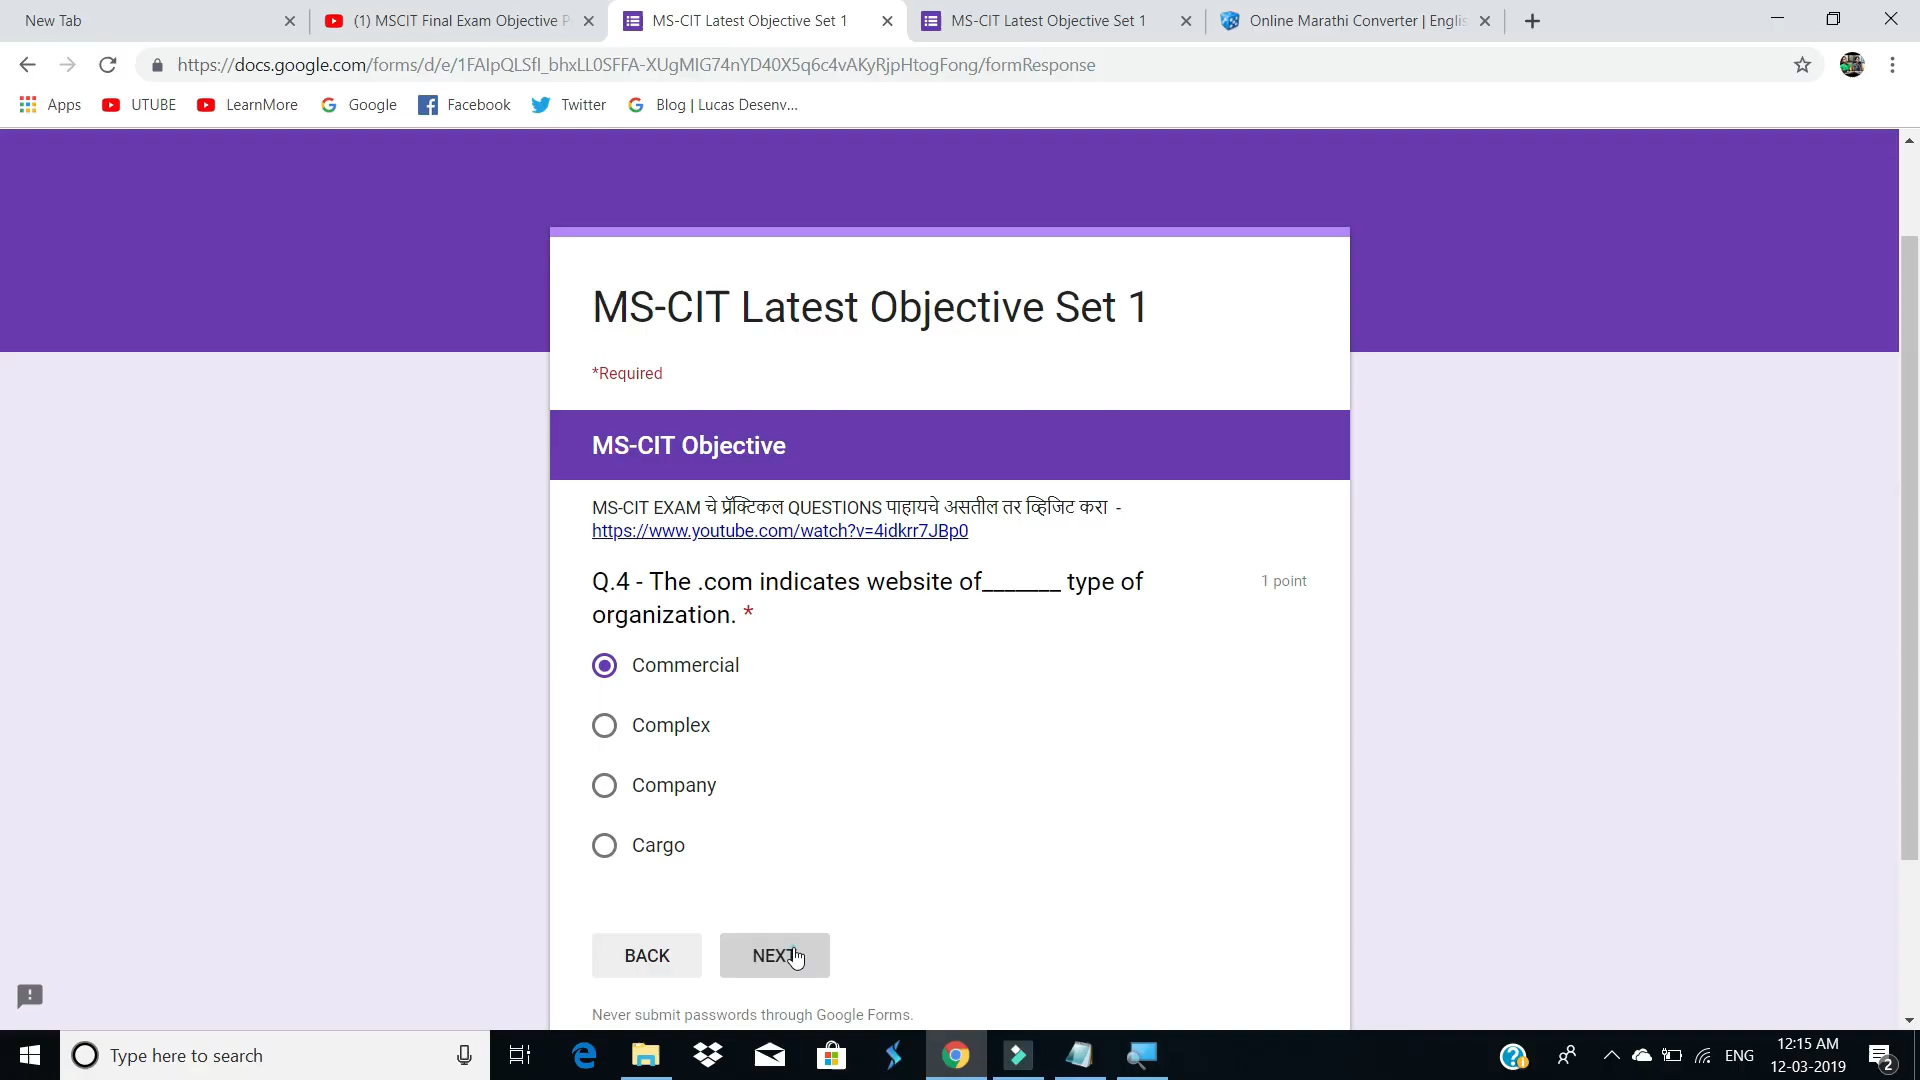 New Tab
(1) MSCIT Final Exam Objective P
MS-CIT Latest Objective Set 1
MS-CIT Latest Objective Set 1
Online Marathi Converter | Englis
https://docs.google.com/forms/d/e/1FAIpQLSfI_bhxLL0SFFA-XUgMIG74nYD40X5q6c4vAKyRjpHtogFong/formResponse
Apps
UTUBE
LearnMore
Google
Facebook
Twitter
Blog | Lucas Desenv...
MS-CIT Latest Objective Set 1
*Required
MS-CIT Objective
MS-CIT EXAM चे प्रॅक्टिकल QUESTIONS पाहायचे असतील तर व्हिजिट करा -
https://www.youtube.com/watch?v=4idkrr7JBp0
Q.4 - The .com indicates website of_______ type of
organization. *
1 point
Commercial
Complex
Company
Cargo
BACK
NEXT
Never submit passwords through Google Forms.
Type here to search
ENG
12:15 AM
12-03-2019
2